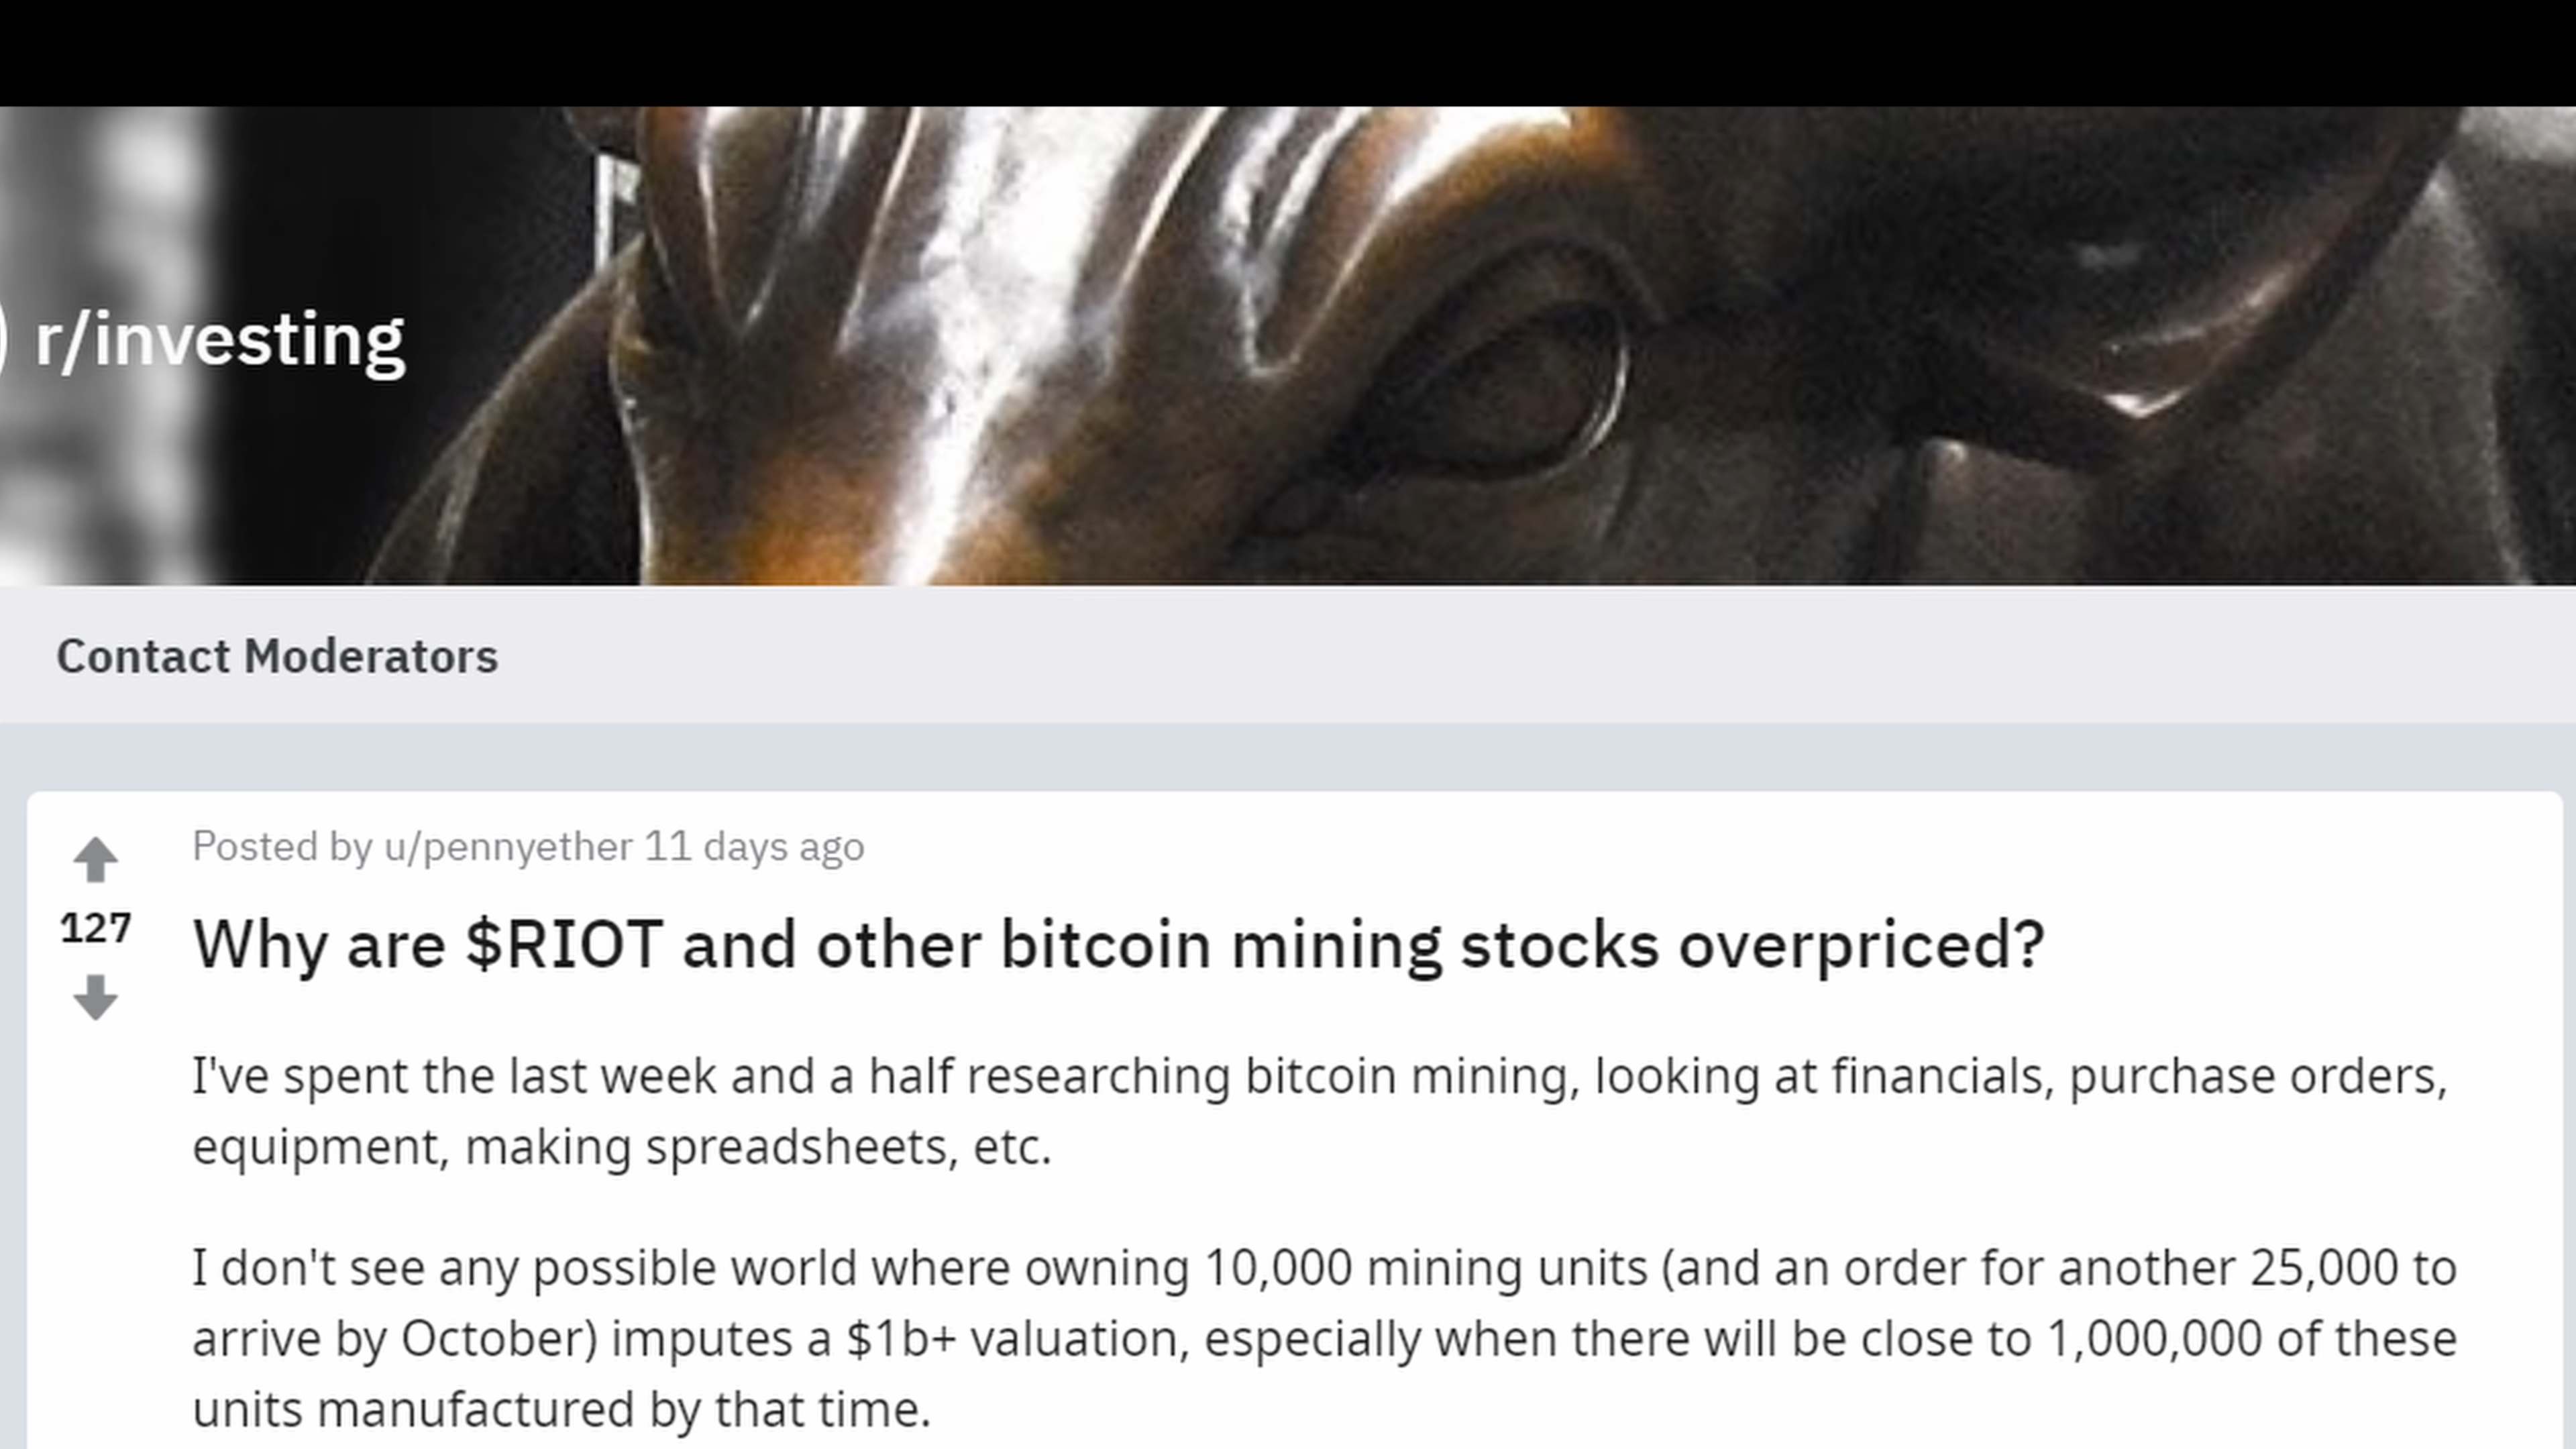 r/investing
Contact Moderators
Posted by u/pennyether 11 days ago
127
Why are $RIOT and other bitcoin mining stocks overpriced?
I've spent the last week and a half researching bitcoin mining, looking at financials, purchase orders,
equipment, making spreadsheets, etc.
I don't see any possible world where owning 10,000 mining units (and an order for another 25,000 to
arrive by October) imputes a $1b+ valuation, especially when there will be close to 1,000,000 of these
units manufactured by that time.